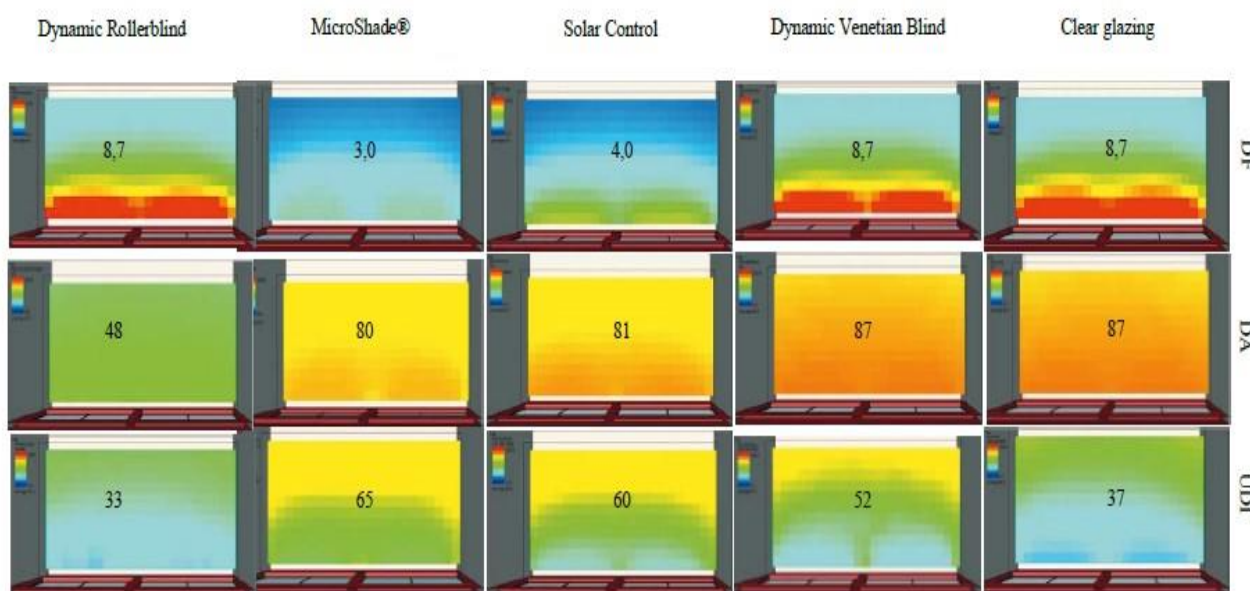 Dynamic Rollerblind MicroShade® Solar Control Dynamic Venetian Blind Clear glazing
8,7 3,0 4,0 8,7 8,7 DF
48 80 81 87 87 DA
33 65 60 52 37 UDI